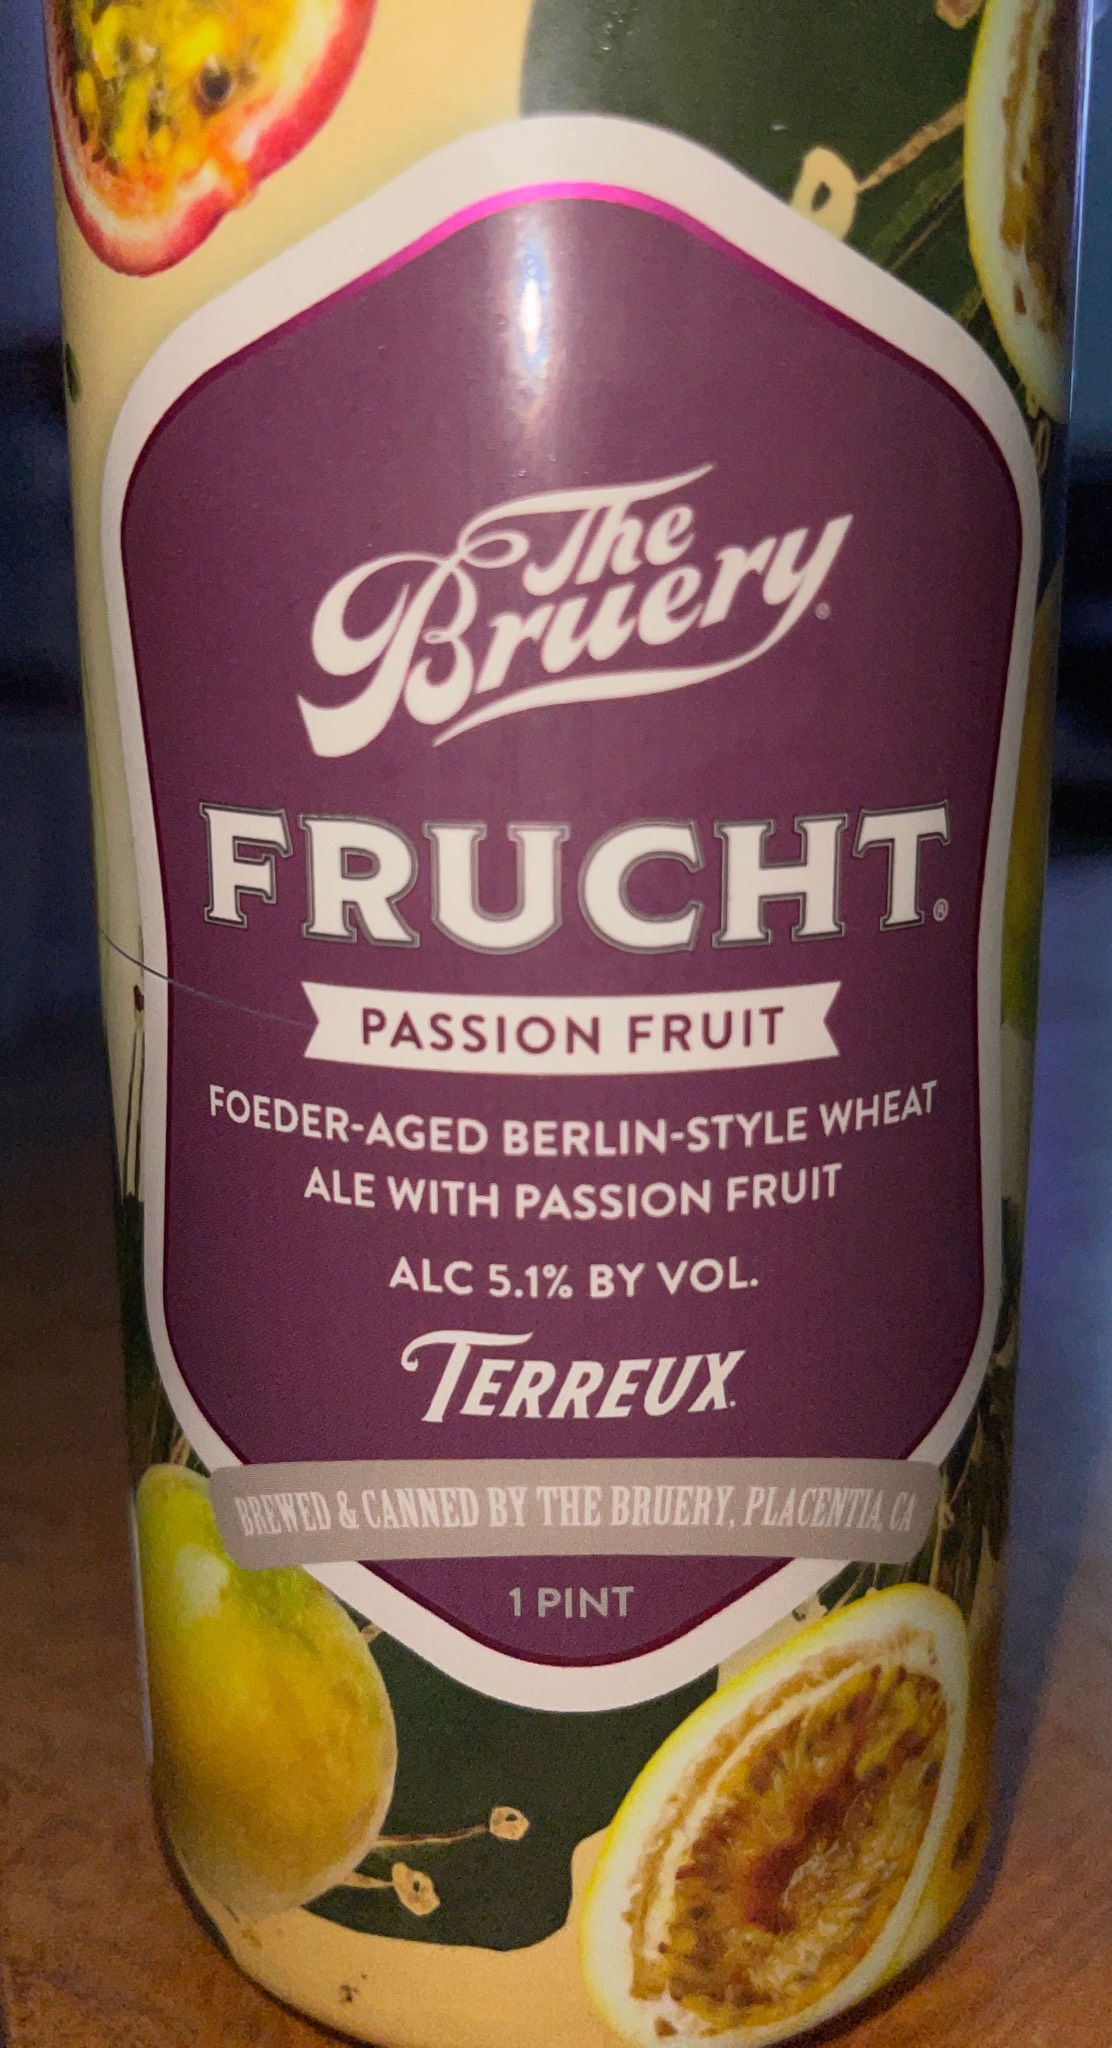 The
Bruery®
FRUCHT®
PASSION FRUIT
FOEDER-AGED BERLIN-STYLE WHEAT
ALE WITH PASSION FRUIT
ALC 5.1% BY VOL.
TERREUX
BREWED & CANNED BY THE BRUERY, PLACENTIA, CA
1 PINT